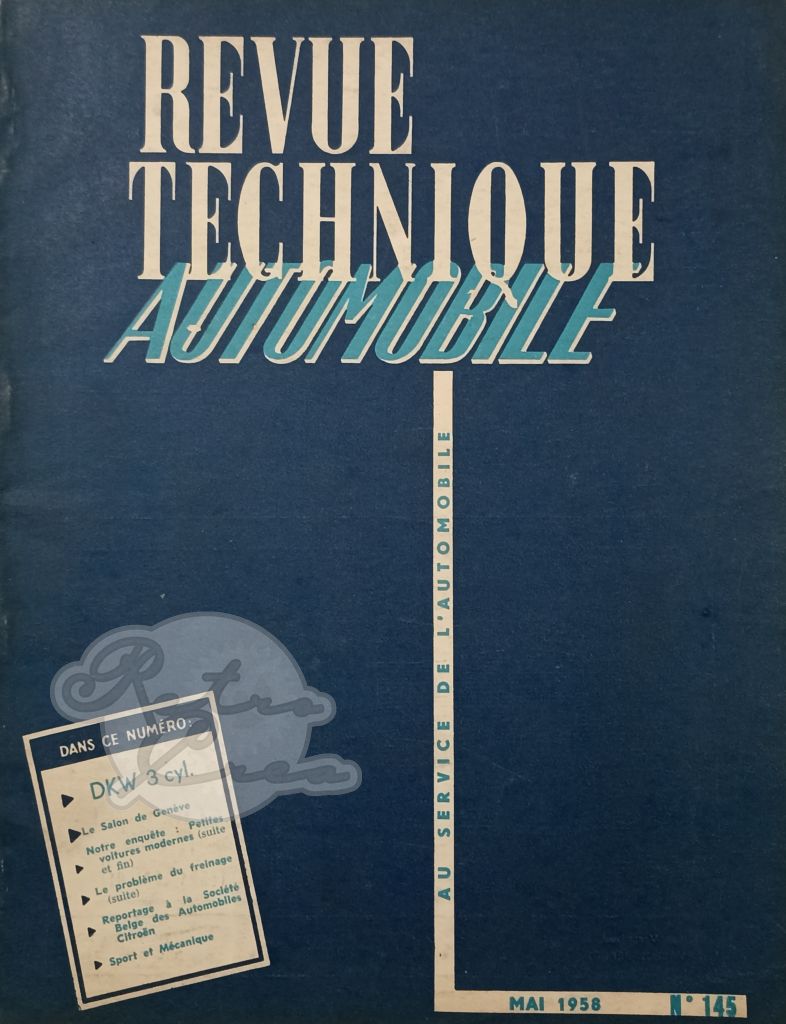 REVUE
TECHNIQUE
AUTOMOBILE
AU SERVICE DE L'AUTOMOBILE
Retro
DANS CE NUMÉRO:
DKW 3 cyl.
Le Salon de Genève
Notre enquête : Petites
voitures modernes (suite
et fin)
Le problème du freinage
(suite)
Reportage à la Société
Belge des Automobiles
Citroën
Sport et Mécanique
MAI 1958
N° 145